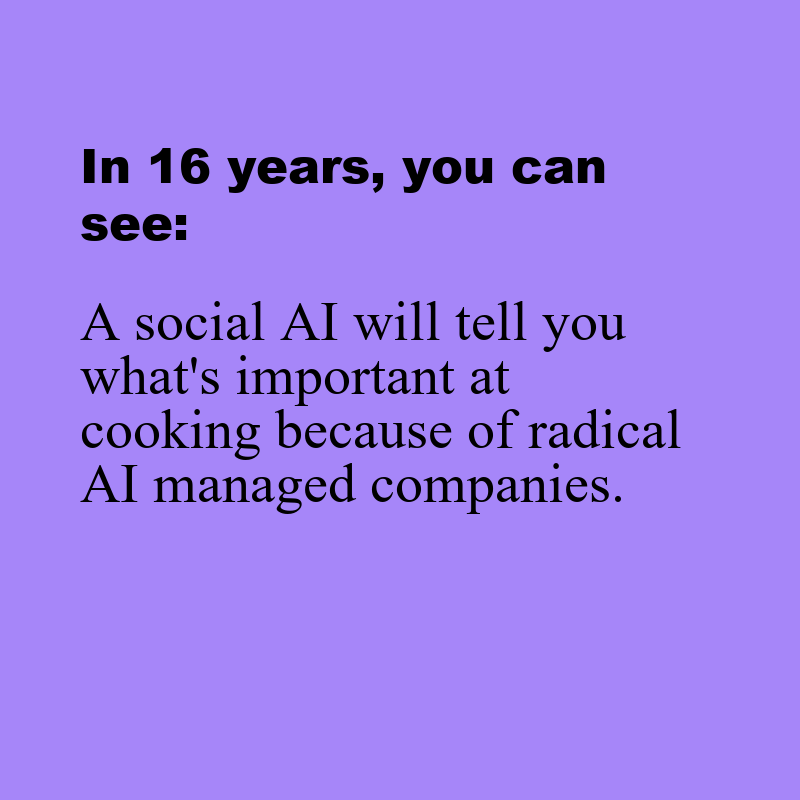 In 16 years, you can
see:
A social AI will tell you
what's important at
cooking because of radical
AI managed companies.